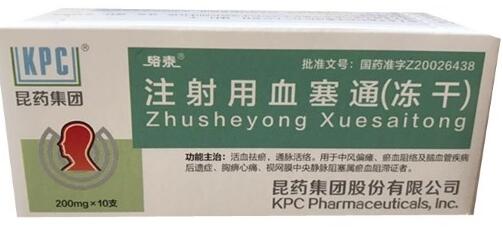 KPC
昆药集团
络泰
批准文号：国药准字Z20026438
注射用血塞通(冻干)
Zhusheyong Xuesaitong
功能主治：活血祛瘀，通脉活络。用于中风偏瘫、瘀血阻络及脑血管疾病
后遗症、胸痹心痛、视网膜中央静脉阻塞属瘀血阻滞证者。
200mg×10支
昆药集团股份有限公司
KPC Pharmaceuticals, Inc.